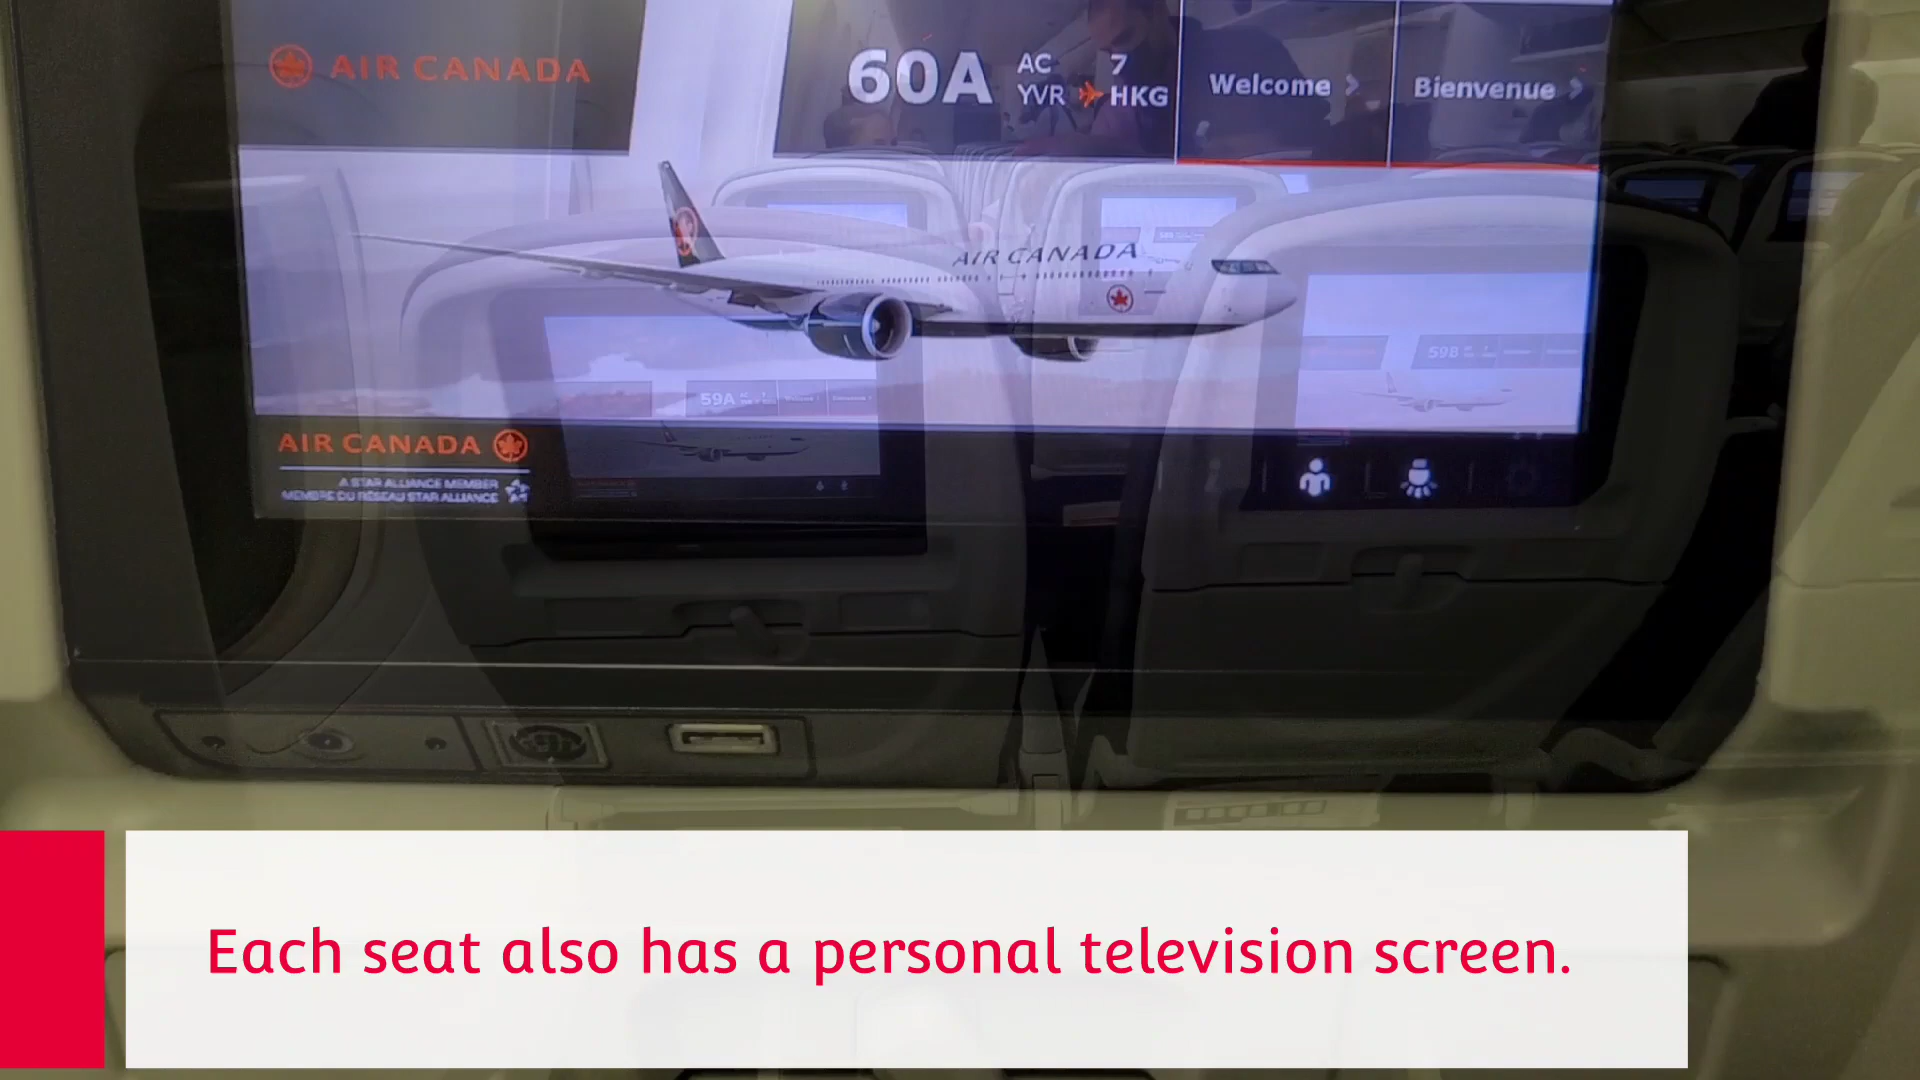 AIR CANADA
60A
AC 7
YVR HKG
Welcome
Bienvenue
AIR CANADA
59B
59A
AIR CANADA
A STAR ALLIANCE MEMBER
MEMBRE DU RÉSEAU STAR ALLIANCE
Each seat also has a personal television screen.